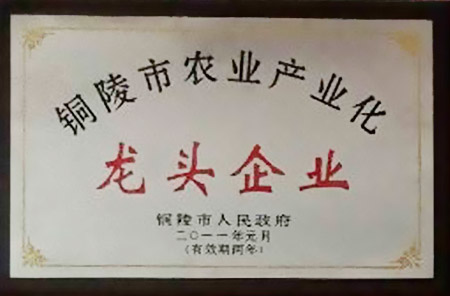 铜陵市农业产业化
龙头企业
铜陵市人民政府
二〇一一年元月
(有效期两年)